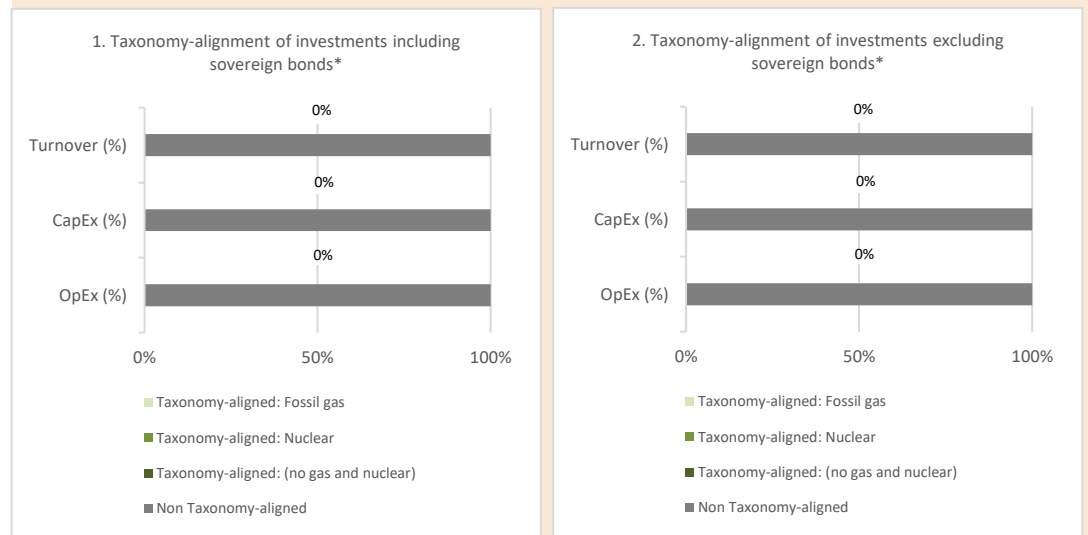 1. Taxonomy-alignment of investments including
sovereign bonds*
0%
Turnover (%)
0%
CapEx (%)
0%
OpEx (%)
0%
50%
100%
Taxonomy-aligned: Fossil gas
Taxonomy-aligned: Nuclear
Taxonomy-aligned: (no gas and nuclear)
Non Taxonomy-aligned
2. Taxonomy-alignment of investments excluding
sovereign bonds*
0%
Turnover (%)
0%
CapEx (%)
0%
OpEx (%)
0%
50%
100%
Taxonomy-aligned: Fossil gas
Taxonomy-aligned: Nuclear
Taxonomy-aligned: (no gas and nuclear)
Non Taxonomy-aligned